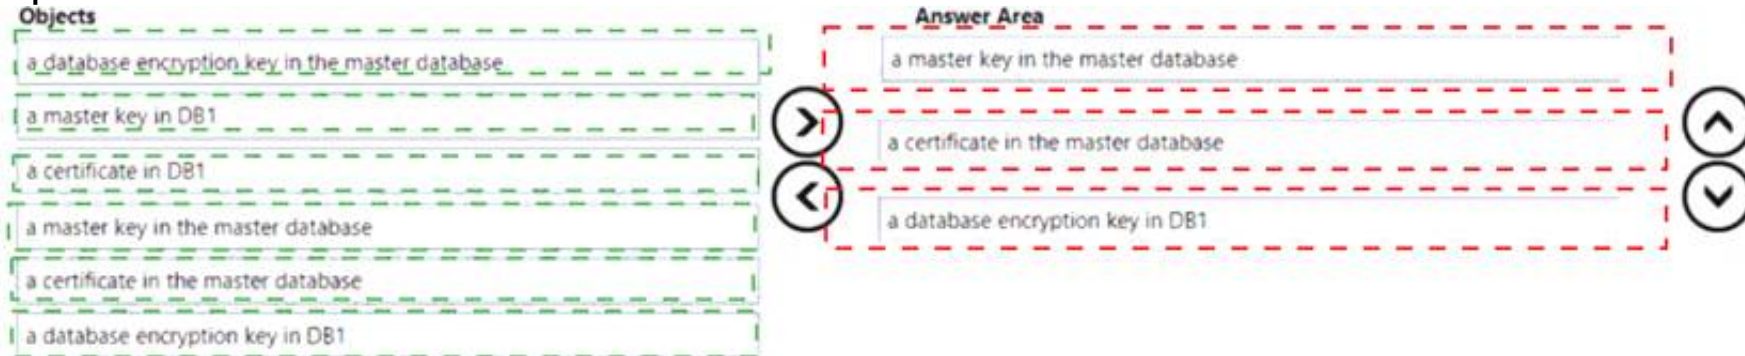 Objects
a database encryption key in the master database
a master key in DB1
a certificate in DB1
a master key in the master database
a certificate in the master database
a database encryption key in DB1
Answer Area
a master key in the master database
a certificate in the master database
a database encryption key in DB1